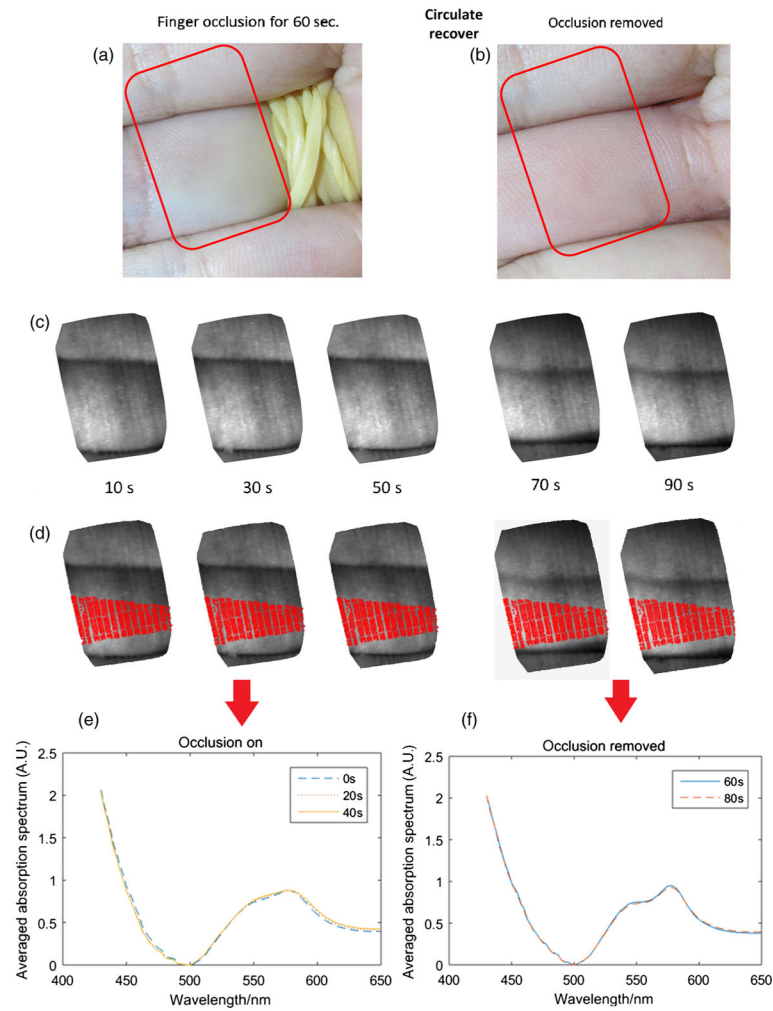 Finger occlusion for 60 sec.
Circulate
recover
Occlusion removed
(a)
(b)
(c)
10 s
30 s
50 s
70 s
90 s
(d)
(e)
Occlusion on
Averaged absorption spectrum (A.U.)
2.5
2
1.5
1
0.5
0
0s
20s
40s
400
450
500
550
600
650
Wavelength/nm
(f)
Occlusion removed
Averaged absorption spectrum (A.U.)
2.5
2
1.5
1
0.5
0
60s
80s
400
450
500
550
600
650
Wavelength/nm